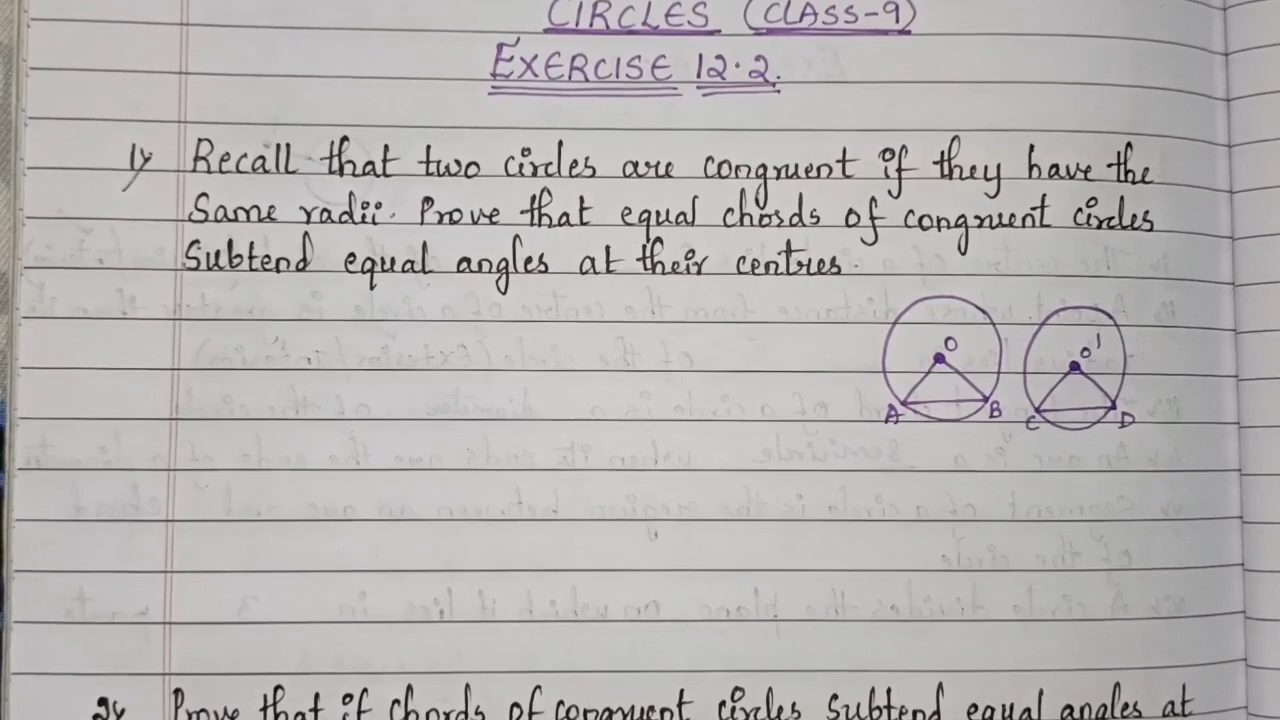 CIRCLES (CLASS-9)
EXERCISE 12.2.
1) Recall that two circles are congruent if they have the
Same radii. Prove that equal chords of congruent circles
Subtend equal angles at their centres.
O
O'
A
B
C
D
2) Prove that if chords of congruent circles subtend equal angles at